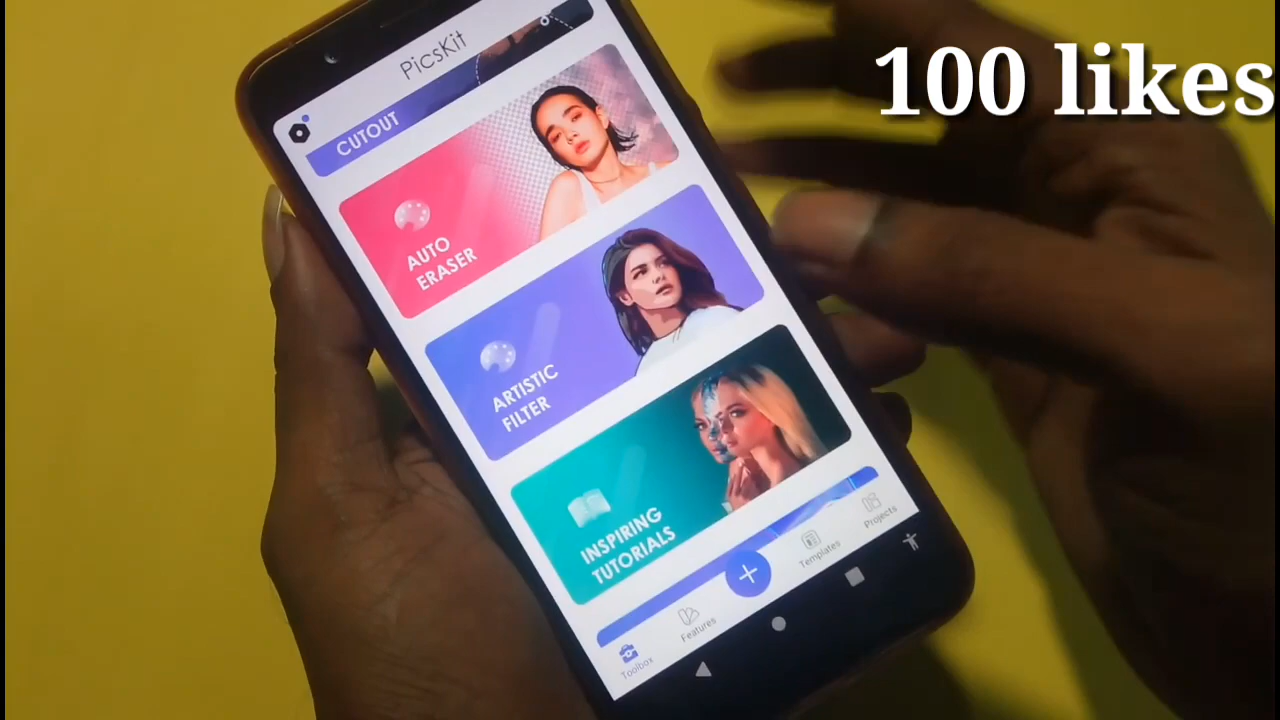 100 likes
PicsKit
CUTOUT
AUTO
ERASER
ARTISTIC
FILTER
INSPIRING
TUTORIALS
Toolbox
Features
Templates
Projects